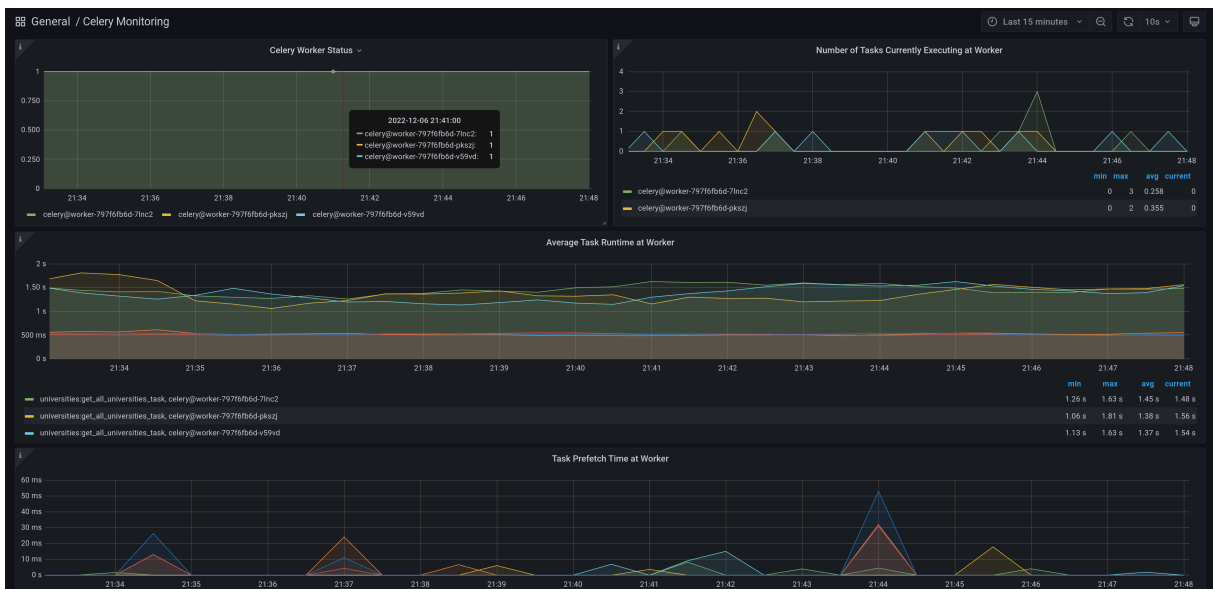 General / Celery Monitoring
Last 15 minutes
10s
Celery Worker Status
1
0.750
0.500
0.250
0
2022-12-06 21:41:00
celery@worker-797f6fb6d-7lnc2: 1
celery@worker-797f6fb6d-pkszj: 1
celery@worker-797f6fb6d-v59vd: 1
21:34 21:36 21:38 21:40 21:42 21:44 21:46 21:48
celery@worker-797f6fb6d-7lnc2 celery@worker-797f6fb6d-pkszj celery@worker-797f6fb6d-v59vd
Number of Tasks Currently Executing at Worker
4
3
2
1
0
21:34 21:36 21:38 21:40 21:42 21:44 21:46 21:48
min max avg current
celery@worker-797f6fb6d-7lnc2 0 3 0.258 0
celery@worker-797f6fb6d-pkszj 0 2 0.355 0
Average Task Runtime at Worker
2 s
1.50 s
1 s
500 ms
0 s
21:34 21:35 21:36 21:37 21:38 21:39 21:40 21:41 21:42 21:43 21:44 21:45 21:46 21:47 21:48
min max avg current
universities:get_all_universities_task, celery@worker-797f6fb6d-7lnc2 1.26 s 1.63 s 1.45 s 1.48 s
universities:get_all_universities_task, celery@worker-797f6fb6d-pkszj 1.06 s 1.81 s 1.38 s 1.56 s
universities:get_all_universities_task, celery@worker-797f6fb6d-v59vd 1.13 s 1.63 s 1.37 s 1.54 s
Task Prefetch Time at Worker
60 ms
50 ms
40 ms
30 ms
20 ms
10 ms
0 s
21:34 21:35 21:36 21:37 21:38 21:39 21:40 21:41 21:42 21:43 21:44 21:45 21:46 21:47 21:48